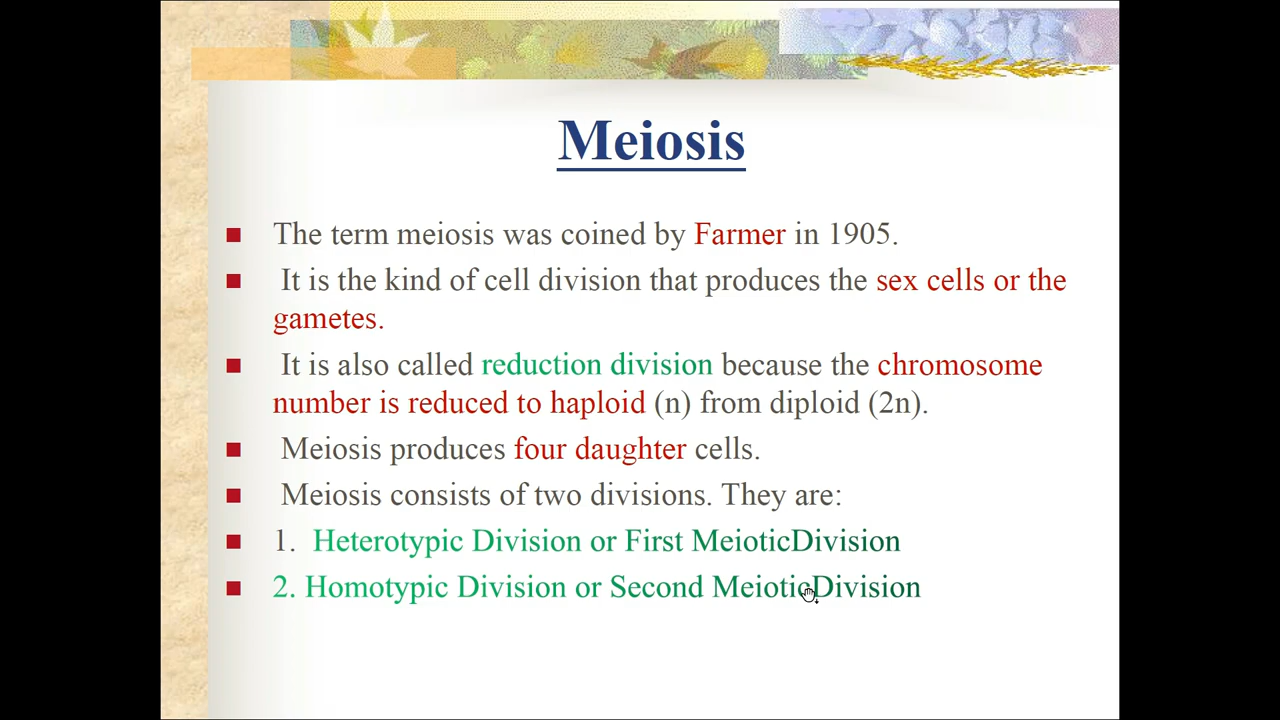 Meiosis
The term meiosis was coined by Farmer in 1905.
It is the kind of cell division that produces the sex cells or the
gametes.
It is also called reduction division because the chromosome
number is reduced to haploid (n) from diploid (2n).
Meiosis produces four daughter cells.
Meiosis consists of two divisions. They are:
1. Heterotypic Division or First MeioticDivision
2. Homotypic Division or Second MeioticDivision